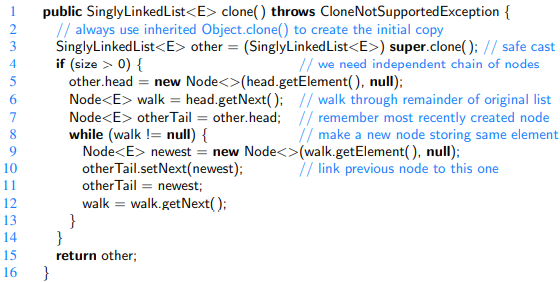 1 public SinglyLinkedList<E> clone() throws CloneNotSupportedException {
2 // always use inherited Object.clone() to create the initial copy
3 SinglyLinkedList<E> other = (SinglyLinkedList<E>) super.clone(); // safe cast
4 if (size > 0) { // we need independent chain of nodes
5 other.head = new Node<>(head.getElement(), null);
6 Node<E> walk = head.getNext(); // walk through remainder of original list
7 Node<E> otherTail = other.head; // remember most recently created node
8 while (walk != null) { // make a new node storing same element
9 Node<E> newest = new Node<>(walk.getElement(), null);
10 otherTail.setNext(newest); // link previous node to this one
11 otherTail = newest;
12 walk = walk.getNext();
13 }
14 }
15 return other;
16 }